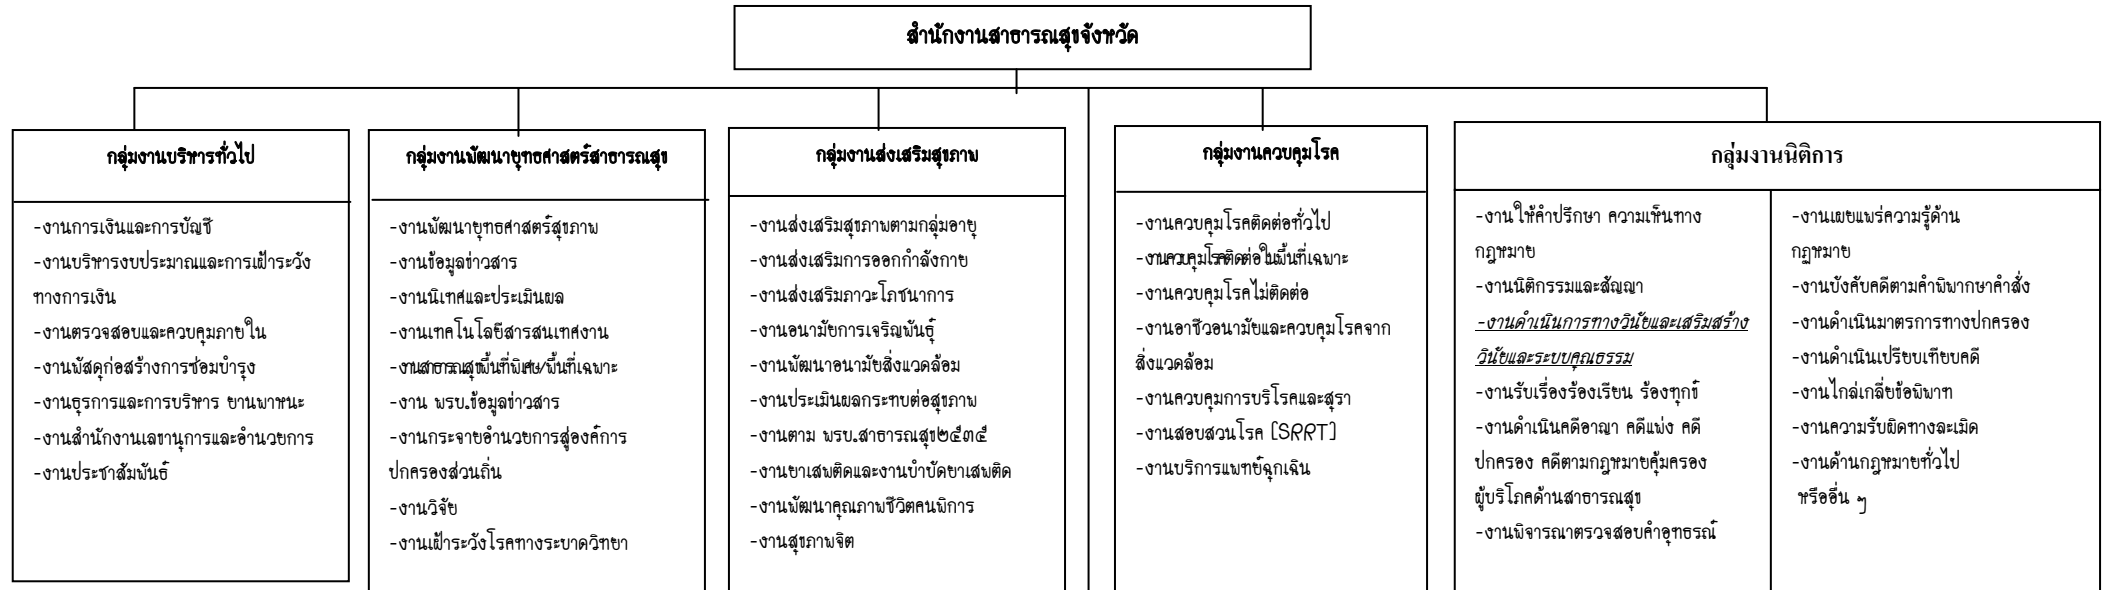 สำนักงานสาธารณสุขจังหวัด
กลุ่มงานบริหารทั่วไป
-งานการเงินและการบัญชี
-งานบริหารงบประมาณและการเฝ้าระวัง
ทางการเงิน
-งานตรวจสอบและควบคุมภายใน
-งานพัสดุก่อสร้างการซ่อมบำรุง
-งานธุรการและการบริหาร ยานพาหนะ
-งานสำนักงานเลขานุการและอำนวยการ
-งานประชาสัมพันธ์
กลุ่มงานพัฒนายุทธศาสตร์สาธารณสุข
-งานพัฒนายุทธศาสตร์สุขภาพ
-งานข้อมูลข่าวสาร
-งานนิเทศและประเมินผล
-งานเทคโนโลยีสารสนเทศงาน
-งานสาธารณสุขพื้นที่พิเศษ/พื้นที่เฉพาะ
-งาน พรบ.ข้อมูลข่าวสาร
-งานกระจายอำนวยการสู่องค์การ
ปกครองส่วนถิ่น
-งานวิจัย
-งานเฝ้าระวังโรคทางระบาดวิทยา
กลุ่มงานส่งเสริมสุขภาพ
-งานส่งเสริมสุขภาพตามกลุ่มอายุ
-งานส่งเสริมการออกกำลังกาย
-งานส่งเสริมภาวะโภชนาการ
-งานอนามัยการเจริญพันธุ์
-งานพัฒนาอนามัยสิ่งแวดล้อม
-งานประเมินผลกระทบต่อสุขภาพ
-งานตาม พรบ.สาธารณสุข๒๕๓๕
-งานยาเสพติดและงานบำบัดยาเสพติด
-งานพัฒนาคุณภาพชีวิตคนพิการ
-งานสุขภาพจิต
กลุ่มงานควบคุมโรค
-งานควบคุมโรคติดต่อทั่วไป
-งานควบคุมโรคติดต่อในพื้นที่เฉพาะ
-งานควบคุมโรคไม่ติดต่อ
-งานอาชีวอนามัยและควบคุมโรคจาก
สิ่งแวดล้อม
-งานควบคุมการบริโรคและสุรา
-งานสอบสวนโรค (SRRT)
-งานบริการแพทย์ฉุกเฉิน
กลุ่มงานนิติการ
-งานให้คำปรึกษา ความเห็นทาง
กฎหมาย
-งานนิติกรรมและสัญญา
-งานดำเนินการทางวินัยและเสริมสร้าง
วินัยและระบบคุณธรรม
-งานรับเรื่องร้องเรียน ร้องทุกข์
-งานดำเนินคดีอาญา คดีแพ่ง คดี
ปกครอง คดีตามกฎหมายคุ้มครอง
ผู้บริโภคด้านสาธารณสุข
-งานพิจารณาตรวจสอบคำอุทธรณ์
-งานเผยแพร่ความรู้ด้าน
กฎหมาย
-งานบังคับคดีตามคำพิพากษาคำสั่ง
-งานดำเนินมาตรการทางปกครอง
-งานดำเนินเปรียบเทียบคดี
-งานไกล่เกลี่ยข้อพิพาท
-งานความรับผิดทางละเมิด
-งานด้านกฎหมายทั่วไป
หรืออื่น ๆ